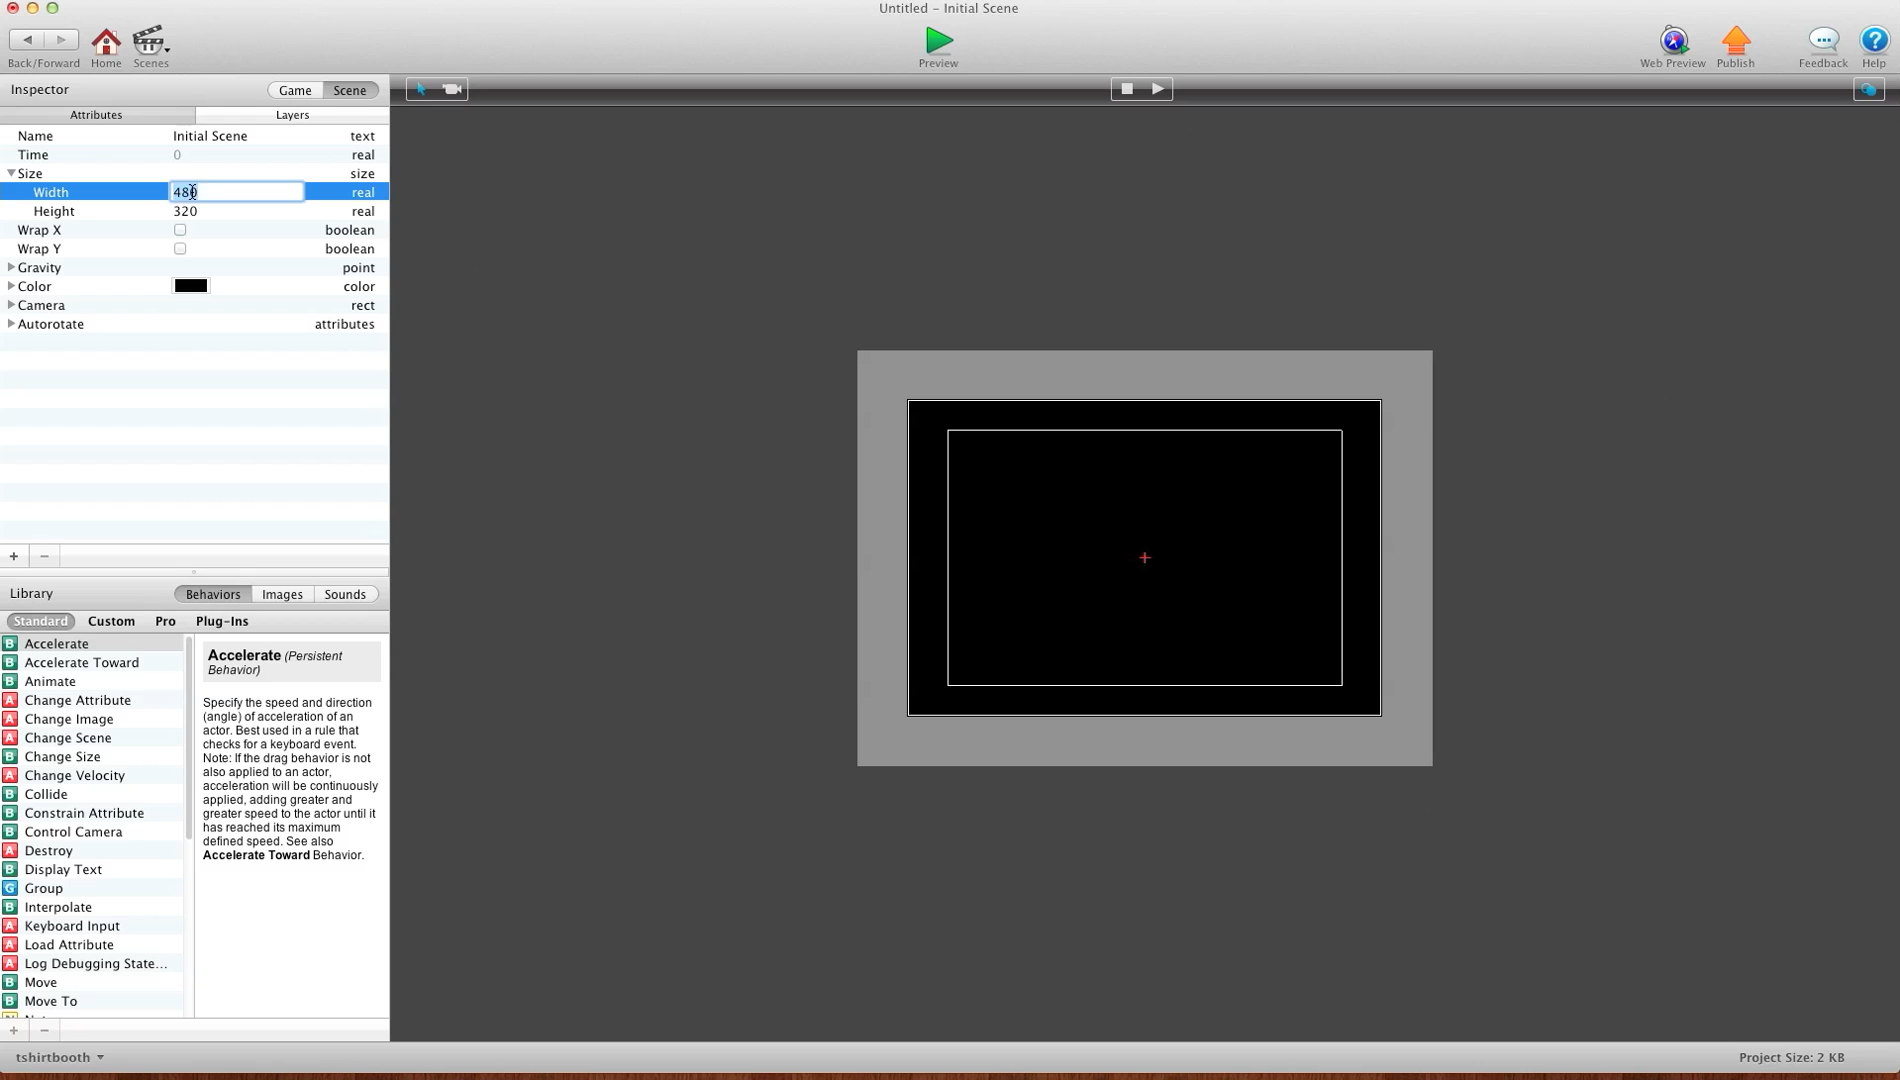 Untitled – Initial Scene
Back/Forward Home Scenes Preview Web Preview Publish Feedback Help
Inspector Game Scene
Attributes Layers
Name Initial Scene text
Time 0 real
Size size
Width 480 real
Height 320 real
Wrap X boolean
Wrap Y boolean
Gravity point
Color color
Camera rect
Autorotate attributes
+ −
Library Behaviors Images Sounds
Standard Custom Pro Plug-Ins
B Accelerate
B Accelerate Toward
B Animate
A Change Attribute
A Change Image
A Change Scene
B Change Size
A Change Velocity
B Collide
B Constrain Attribute
B Control Camera
A Destroy
B Display Text
G Group
B Interpolate
A Keyboard Input
A Load Attribute
A Log Debugging State...
B Move
B Move To
Accelerate (Persistent
Behavior)
Specify the speed and direction
(angle) of acceleration of an
actor. Best used in a rule that
checks for a keyboard event.
Note: If the drag behavior is not
also applied to an actor,
acceleration will be continuously
applied, adding greater and
greater speed to the actor until it
has reached its maximum
defined speed. See also
Accelerate Toward Behavior.
+ −
tshirtbooth Project Size: 2 KB